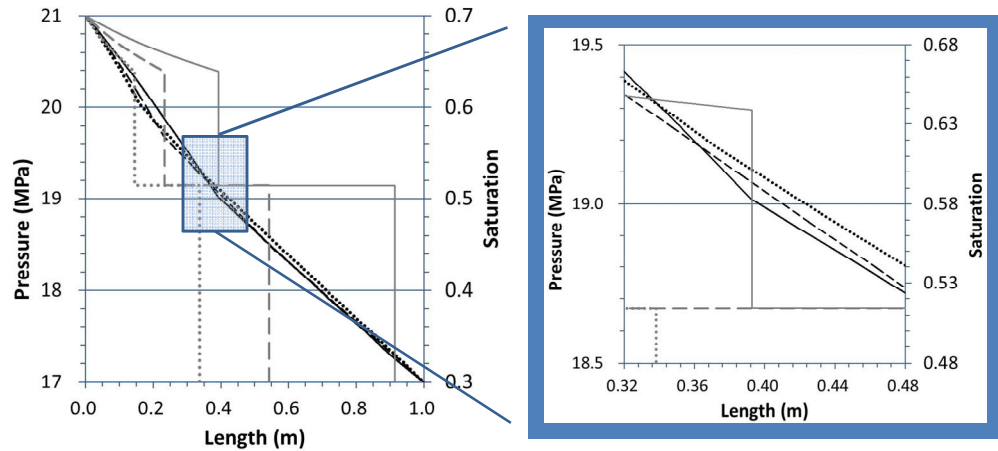 21
20
19
18
17
Pressure (MPa)
0.7
0.6
0.5
0.4
0.3
Saturation
0.0 0.2 0.4 0.6 0.8 1.0
Length (m)
19.5
19.0
18.5
Pressure (MPa)
0.68
0.63
0.58
0.53
0.48
Saturation
0.32 0.36 0.40 0.44 0.48
Length (m)